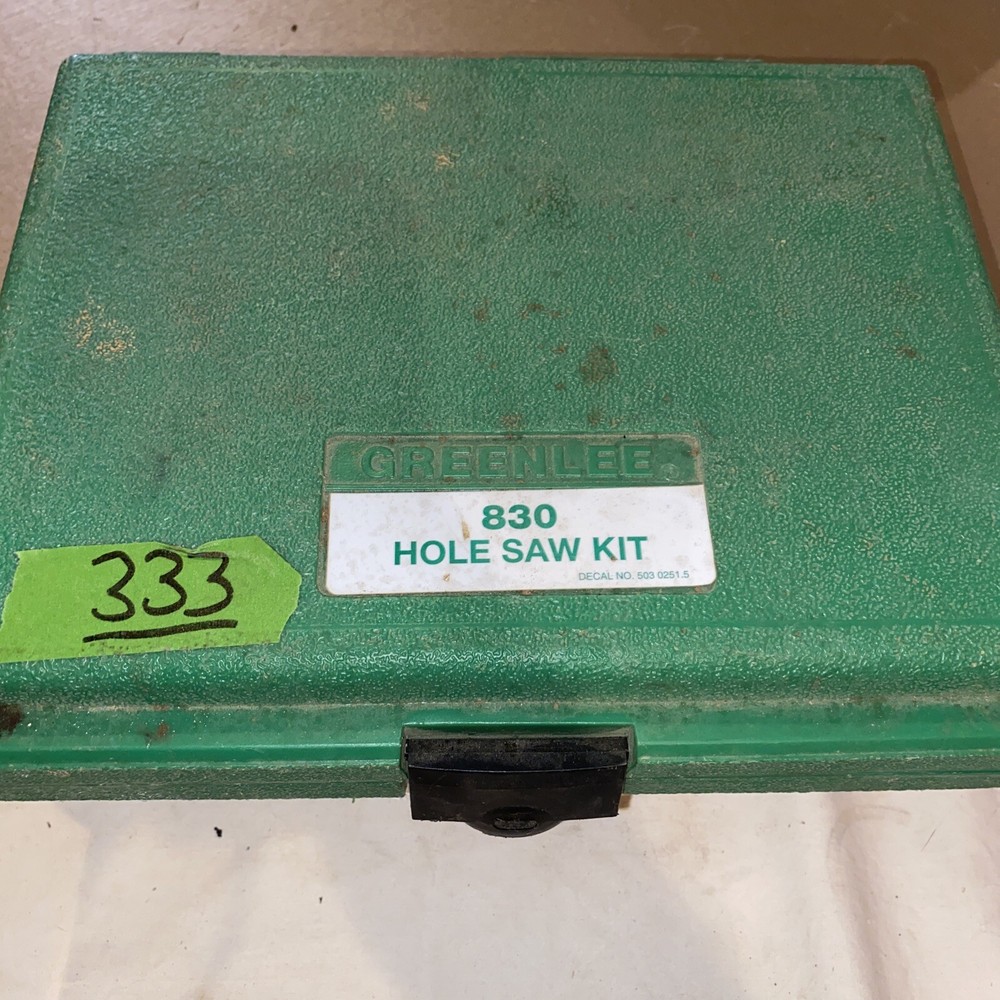 GREENLEE
830
HOLE SAW KIT
DECAL NO. 503 0251.5
333